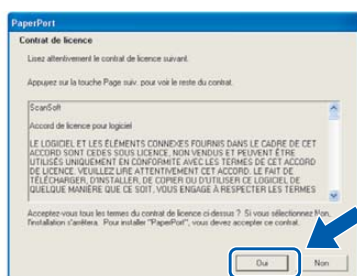 PaperPort
Contrat de licence
Lisez attentivement le contrat de licence suivant.
Appuyez sur la touche Page suiv. pour voir le reste du contrat.
ScanSoft
Accord de licence pour logiciel
LE LOGICIEL ET LES ÉLÉMENTS CONNEXES FOURNIS DANS LE CADRE DE CET
ACCORD SONT CÉDÉS SOUS LICENCE, NON VENDUS ET PEUVENT ÊTRE
UTILISÉS UNIQUEMENT EN CONFORMITÉ AVEC LES TERMES DE CET ACCORD
DE LICENCE. VEUILLEZ LIRE ATTENTIVEMENT CET ACCORD. LE FAIT DE
TÉLÉCHARGER, D'INSTALLER, DE COPIER OU D'UTILISER CE LOGICIEL DE
QUELQUE MANIÈRE QUE CE SOIT, VOUS ENGAGE À RESPECTER LES TERMES
Acceptez-vous tous les termes du contrat de licence ci-dessus ? Si vous sélectionnez Non,
l'installation s'arrêtera. Pour installer "PaperPort", vous devez accepter ce contrat.
Oui
Non